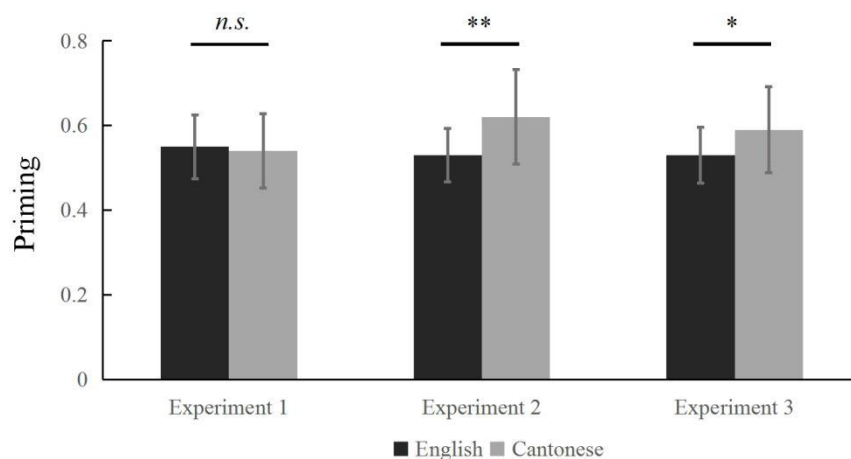 n.s.
**
*
0.8
0.6
0.4
0.2
0
Priming
Experiment 1
Experiment 2
Experiment 3
English
Cantonese